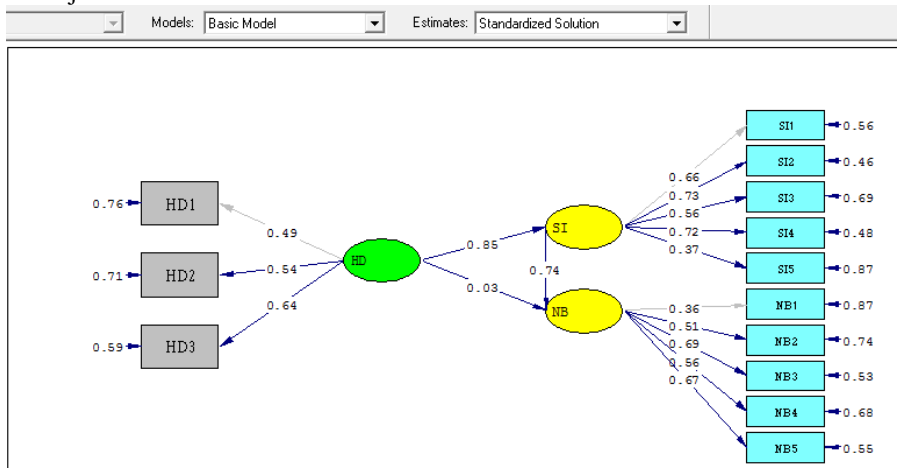 Models: Basic Model Estimates: Standardized Solution
SI1 0.56
0.66
SI2 0.46
0.73
0.76 HD1
SI3 0.69
0.56
0.49
0.85
SI
0.72
SI4 0.48
0.37
HD
0.71 HD2 0.54
0.74
SI5 0.87
0.03
0.64
NB
0.36
NB1 0.87
0.51
NB2 0.74
0.59 HD3
0.69
NB3 0.53
0.56
0.67
NB4 0.68
NB5 0.55